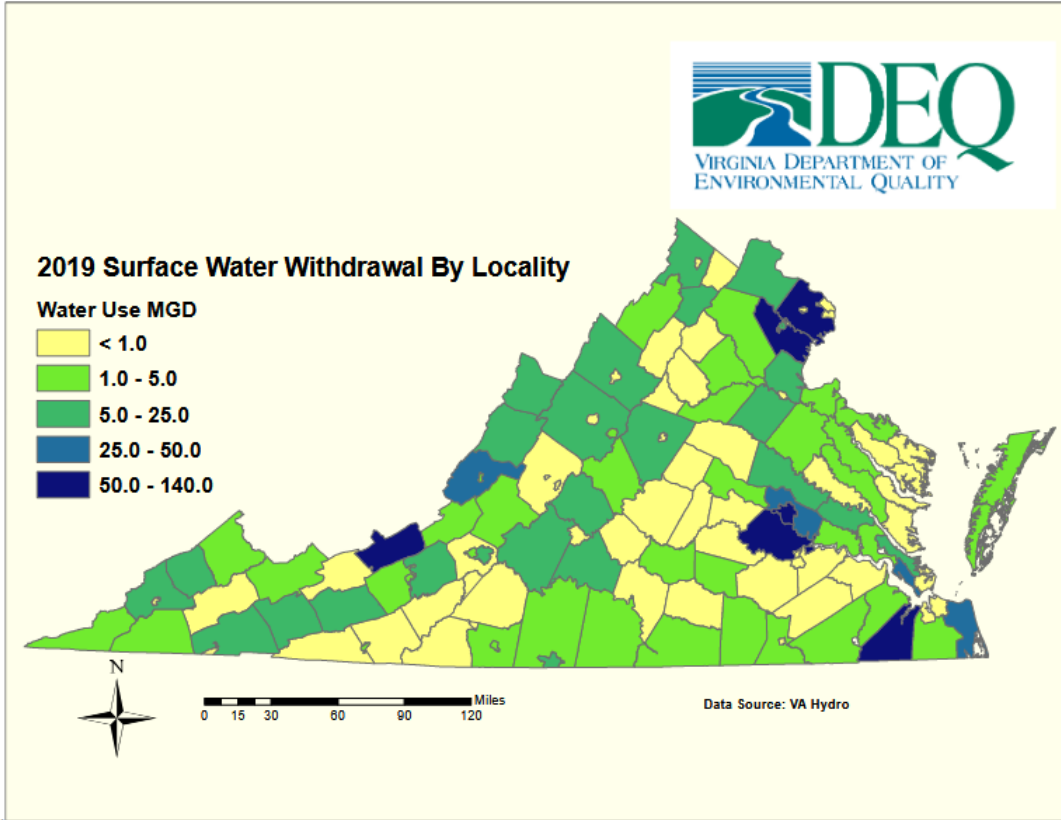 DEQ
VIRGINIA DEPARTMENT OF
ENVIRONMENTAL QUALITY
2019 Surface Water Withdrawal By Locality
Water Use MGD
< 1.0
1.0 - 5.0
5.0 - 25.0
25.0 - 50.0
50.0 - 140.0
N
Miles
0 15 30 60 90 120
Data Source: VA Hydro